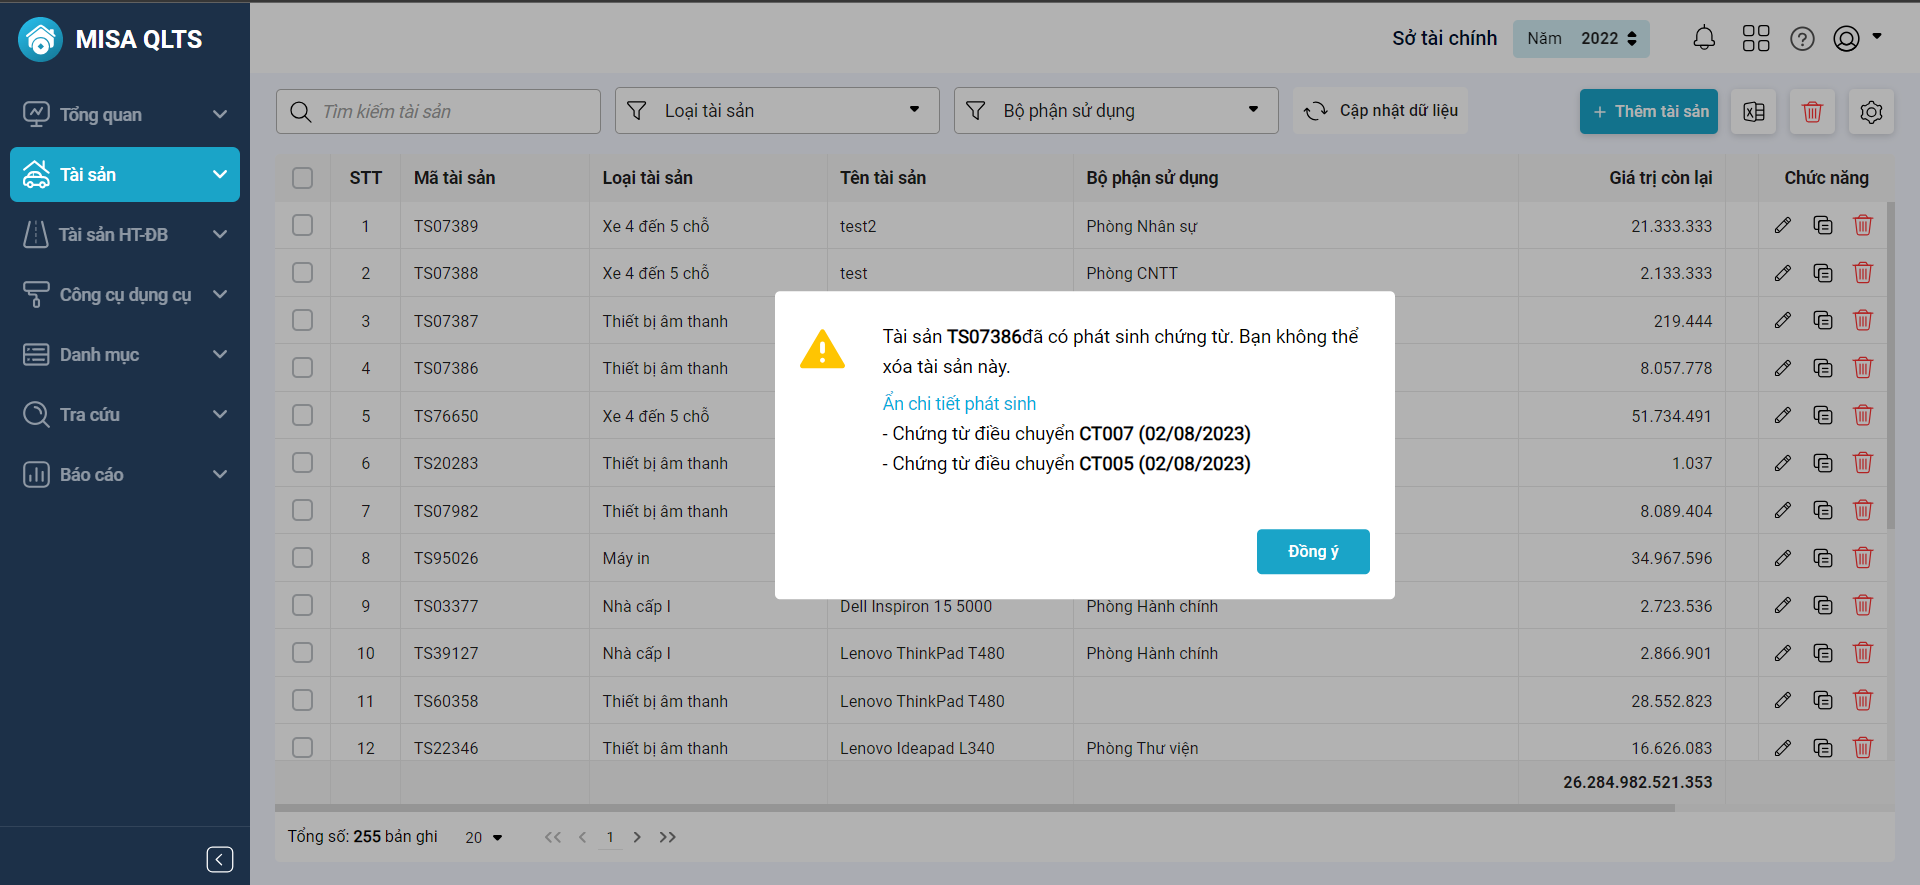 MISA QLTS
Sở tài chính
Năm 2022
Tổng quan
Tài sản
Tài sản HT-ĐB
Công cụ dụng cụ
Danh mục
Tra cứu
Báo cáo
Tìm kiếm tài sản
Loại tài sản
Bộ phận sử dụng
Cập nhật dữ liệu
+ Thêm tài sản
STT Mã tài sản Loại tài sản Tên tài sản Bộ phận sử dụng Giá trị còn lại Chức năng
1 TS07389 Xe 4 đến 5 chỗ test2 Phòng Nhân sự 21.333.333
2 TS07388 Xe 4 đến 5 chỗ test Phòng CNTT 2.133.333
3 TS07387 Thiết bị âm thanh 219.444
4 TS07386 Thiết bị âm thanh 8.057.778
5 TS76650 Xe 4 đến 5 chỗ 51.734.491
6 TS20283 Thiết bị âm thanh 1.037
7 TS07982 Thiết bị âm thanh 8.089.404
8 TS95026 Máy in 34.967.596
9 TS03377 Nhà cấp I Dell Inspiron 15 5000 Phòng Hành chính 2.723.536
10 TS39127 Nhà cấp I Lenovo ThinkPad T480 Phòng Hành chính 2.866.901
11 TS60358 Thiết bị âm thanh Lenovo ThinkPad T480 28.552.823
12 TS22346 Thiết bị âm thanh Lenovo Ideapad L340 Phòng Thư viện 16.626.083
26.284.982.521.353
Tổng số: 255 bản ghi 20 << < 1 > >>
Tài sản TS07386đã có phát sinh chứng từ. Bạn không thể
xóa tài sản này.
Ẩn chi tiết phát sinh
- Chứng từ điều chuyển CT007 (02/08/2023)
- Chứng từ điều chuyển CT005 (02/08/2023)
Đồng ý